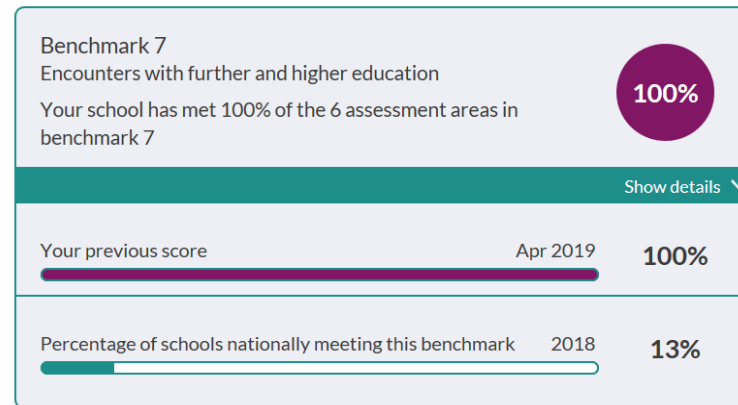 Benchmark 7
Encounters with further and higher education
Your school has met 100% of the 6 assessment areas in
benchmark 7
100%
Show details
Your previous score Apr 2019 100%
Percentage of schools nationally meeting this benchmark 2018 13%